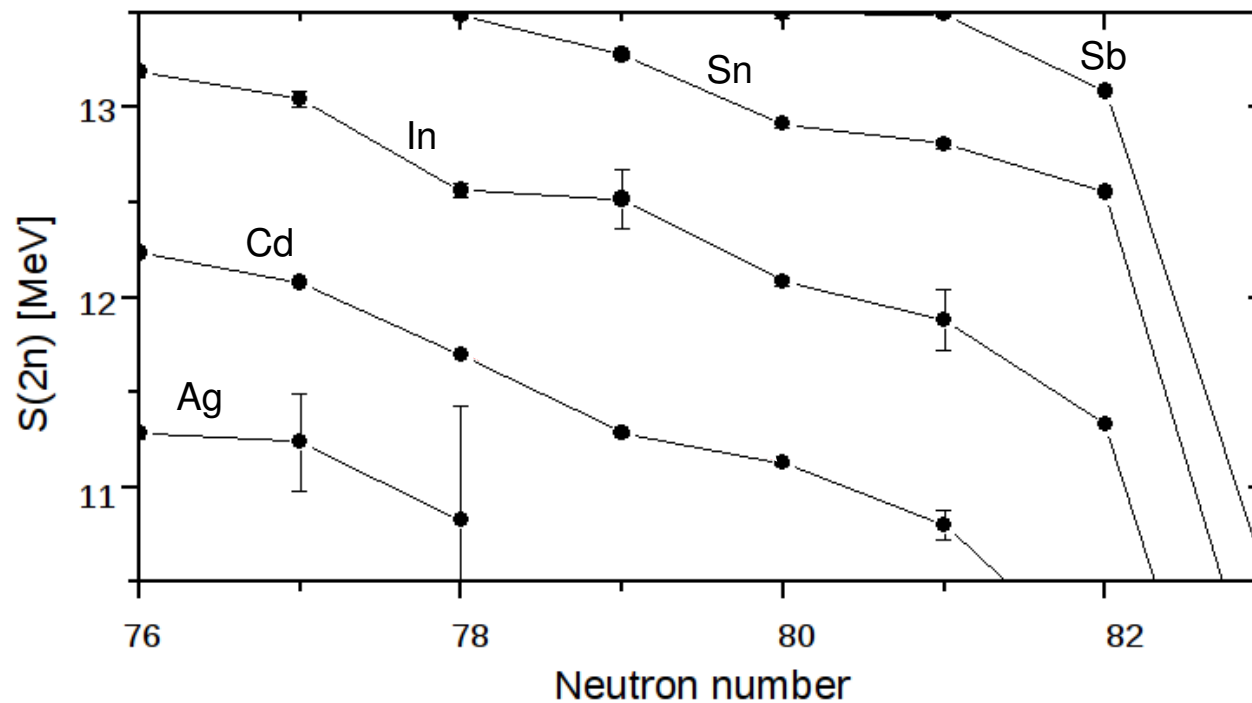 Sb
Sn
13
In
Cd
12
Ag
11
S(2n) [MeV]
76
78
80
82
Neutron number